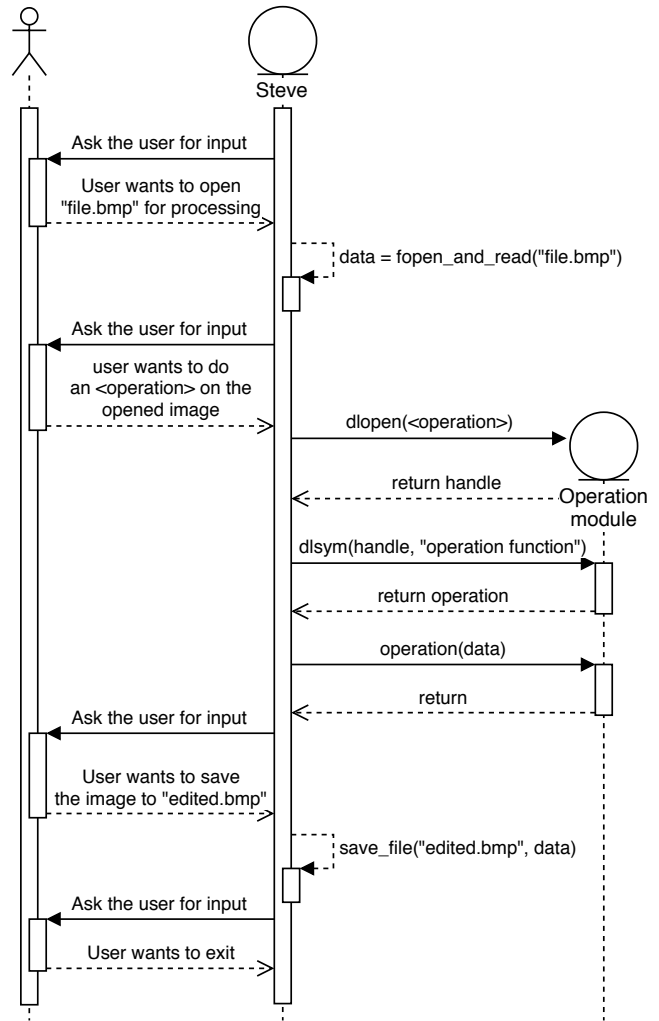 Steve
Ask the user for input
User wants to open
"file.bmp" for processing
data = fopen_and_read("file.bmp")
Ask the user for input
user wants to do
an <operation> on the
opened image
dlopen(<operation>)
return handle
Operation
module
dlsym(handle, "operation function")
return operation
operation(data)
return
Ask the user for input
User wants to save
the image to "edited.bmp"
save_file("edited.bmp", data)
Ask the user for input
User wants to exit